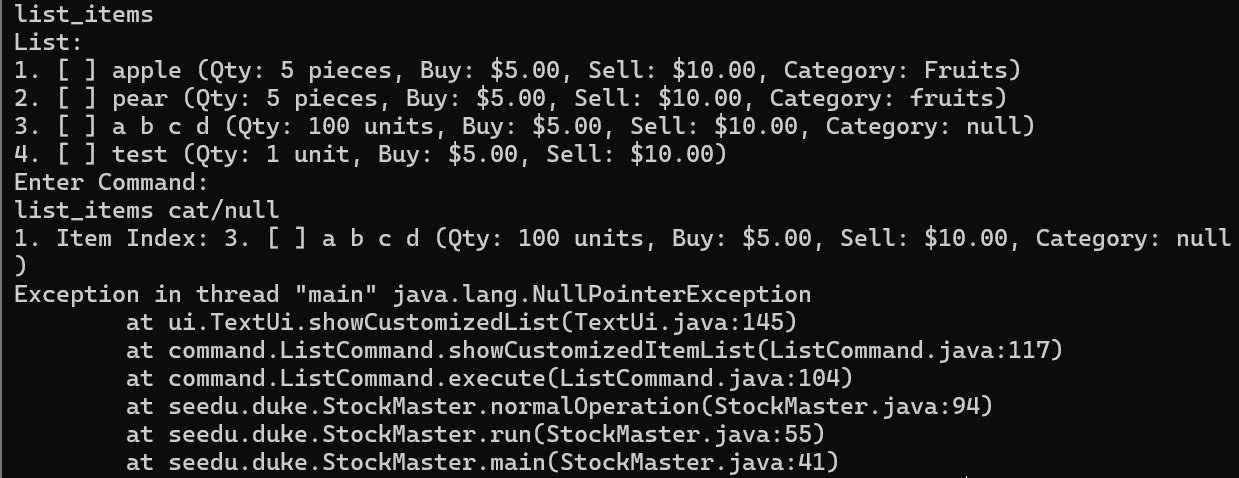 list_items
List:
1. [ ] apple (Qty: 5 pieces, Buy: $5.00, Sell: $10.00, Category: Fruits)
2. [ ] pear (Qty: 5 pieces, Buy: $5.00, Sell: $10.00, Category: fruits)
3. [ ] a b c d (Qty: 100 units, Buy: $5.00, Sell: $10.00, Category: null)
4. [ ] test (Qty: 1 unit, Buy: $5.00, Sell: $10.00)
Enter Command:
list_items cat/null
1. Item Index: 3. [ ] a b c d (Qty: 100 units, Buy: $5.00, Sell: $10.00, Category: null
)
Exception in thread "main" java.lang.NullPointerException
        at ui.TextUi.showCustomizedList(TextUi.java:145)
        at command.ListCommand.showCustomizedItemList(ListCommand.java:117)
        at command.ListCommand.execute(ListCommand.java:104)
        at seedu.duke.StockMaster.normalOperation(StockMaster.java:94)
        at seedu.duke.StockMaster.run(StockMaster.java:55)
        at seedu.duke.StockMaster.main(StockMaster.java:41)